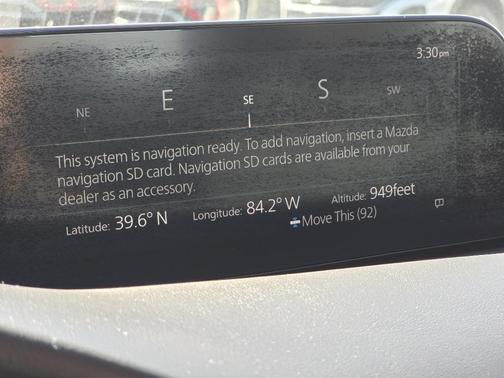 3:30pm
NE E SE S SW
This system is navigation ready. To add navigation, insert a Mazda
navigation SD card. Navigation SD cards are available from your
dealer as an accessory.
Latitude: 39.6° N Longitude: 84.2° W Altitude: 949feet
Move This (92)